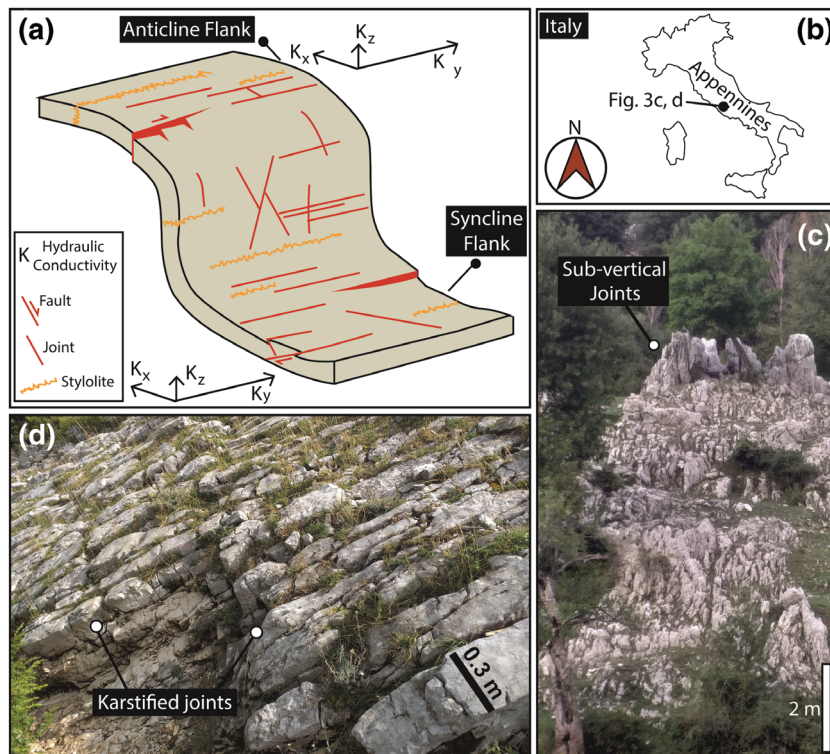 (a)
Anticline Flank
Kx
Kz
Ky
Syncline
Flank
K Hydraulic
Conductivity
Fault
Joint
Stylolite
Kx
Kz
Ky
Italy
(b)
Appennines
Fig. 3c, d
N
(c)
Sub-vertical
Joints
2 m
(d)
Karstified joints
0.3 m